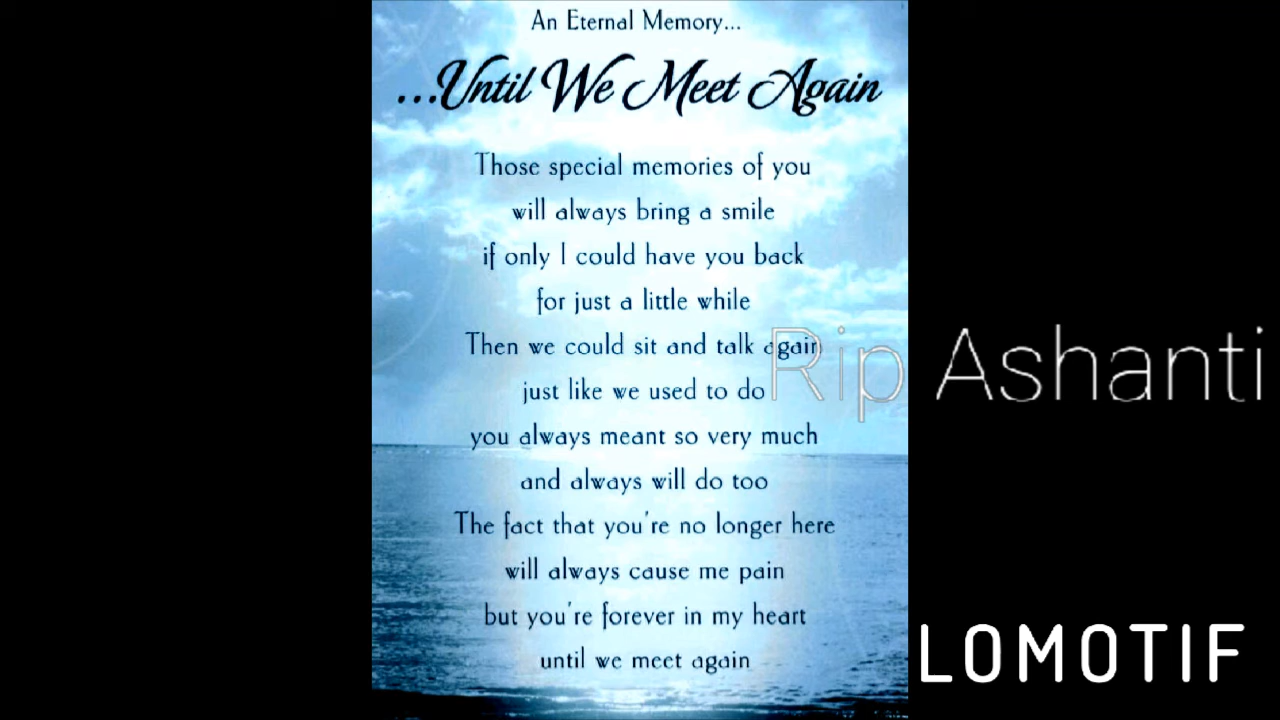 An Eternal Memory...
...Until We Meet Again
Those special memories of you
will always bring a smile
if only I could have you back
for just a little while
Then we could sit and talk again
just like we used to do
you always meant so very much
and always will do too
The fact that you're no longer here
will always cause me pain
but you're forever in my heart
until we meet again
Rip Ashanti
LOMOTIF